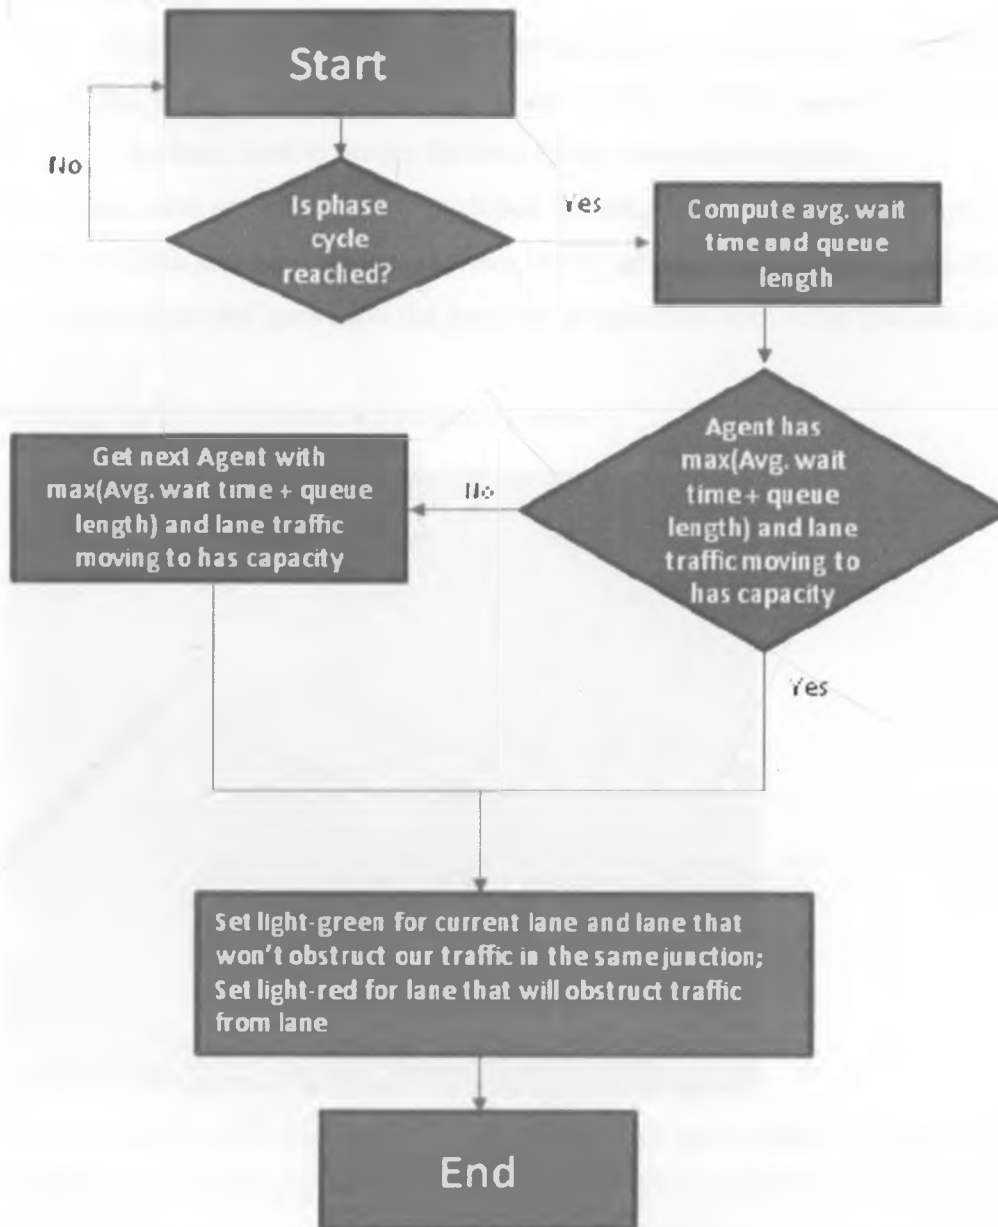 Start
No
Is phase
cycle
reached?
Yes
Compute avg. wait
time and queue
length
Agent has
max(Avg. wait
time + queue
length) and lane
traffic moving to
has capacity
No
Get next Agent with
max(Avg. wait time + queue
length) and lane traffic
moving to has capacity
Yes
Set light-green for current lane and lane that
won't obstruct our traffic in the same junction;
Set light-red for lane that will obstruct traffic
from lane
End